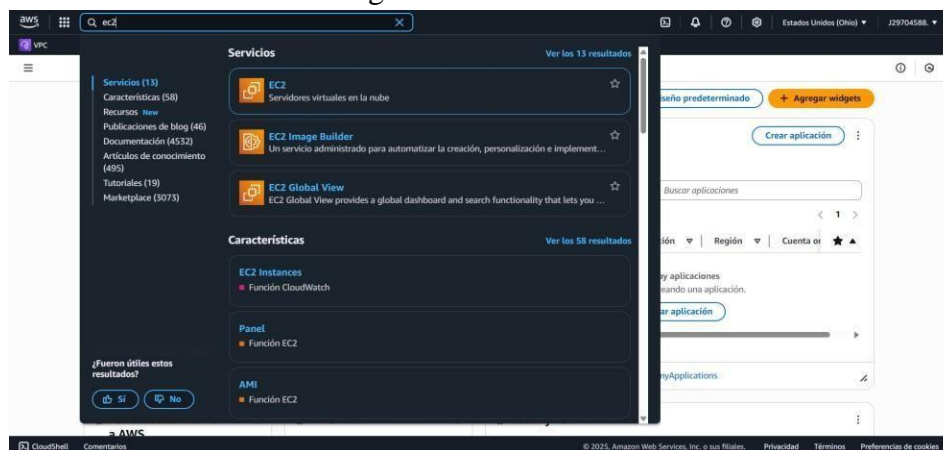 aws
ec2
Estados Unidos (Ohio)
J29704588.
VPC
Servicios (13)
Características (58)
Recursos New
Publicaciones de blog (46)
Documentación (4532)
Artículos de conocimiento
(495)
Tutoriales (19)
Marketplace (3073)
¿Fueron útiles estos
resultados?
Sí
No
Servicios
Ver los 13 resultados
EC2
Servidores virtuales en la nube
EC2 Image Builder
Un servicio administrado para automatizar la creación, personalización e implement...
EC2 Global View
EC2 Global View provides a global dashboard and search functionality that lets you ...
Características
Ver los 58 resultados
EC2 Instances
Función CloudWatch
Panel
Función EC2
AMI
Función EC2
seño predeterminado
+ Agregar widgets
Crear aplicación
Buscar aplicaciones
1
ión
Región
Cuenta or
ay aplicaciones
eando una aplicación.
ar aplicación
myApplications
a AWS
CloudShell
Comentarios
© 2025, Amazon Web Services, Inc. o sus filiales.
Privacidad
Términos
Preferencias de cookies